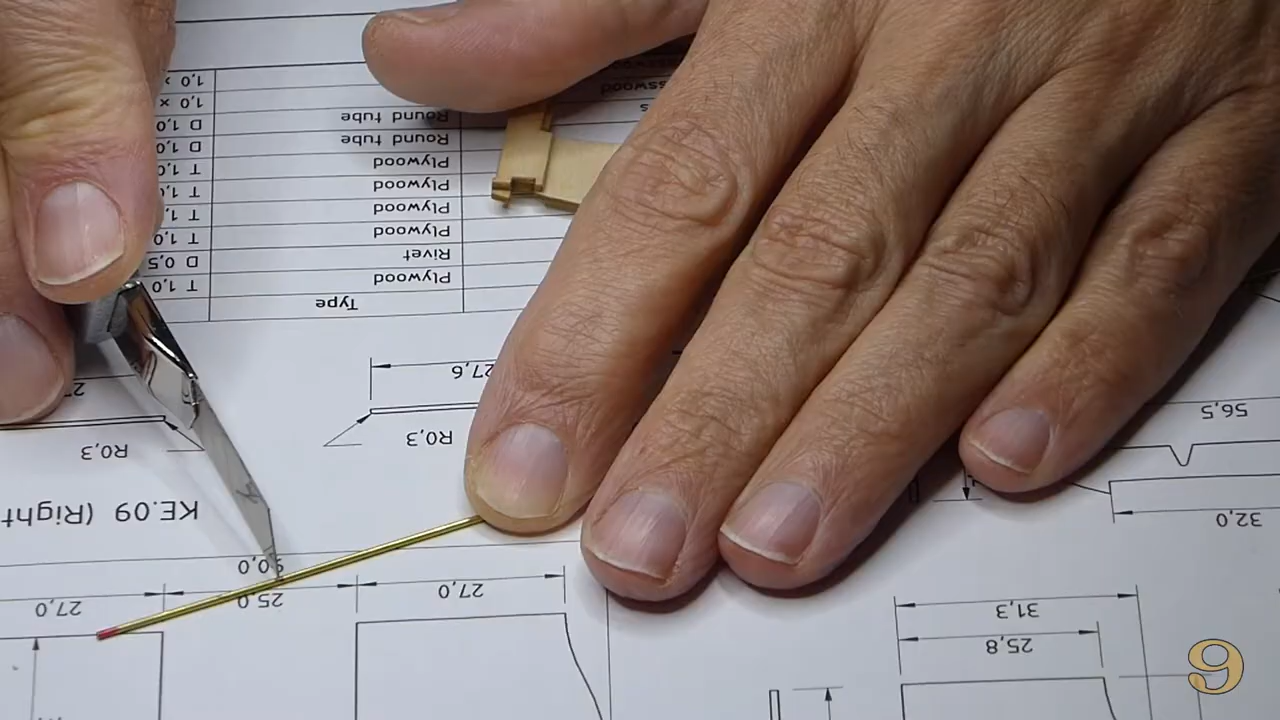 1,0 ×
1,0 ×
Round tube D 1,0
Round tube D 1,0
Plywood T 1,0
Plywood T 1,0
Plywood T 1,0
Plywood T 1,0
Rivet D 0,5
Plywood T 1,0
Type
27,6
R0,3
R0,3
KE.09 (Right
56,5
32,0
90,0
27,0
25,0
27,0
31,3
25,8
9